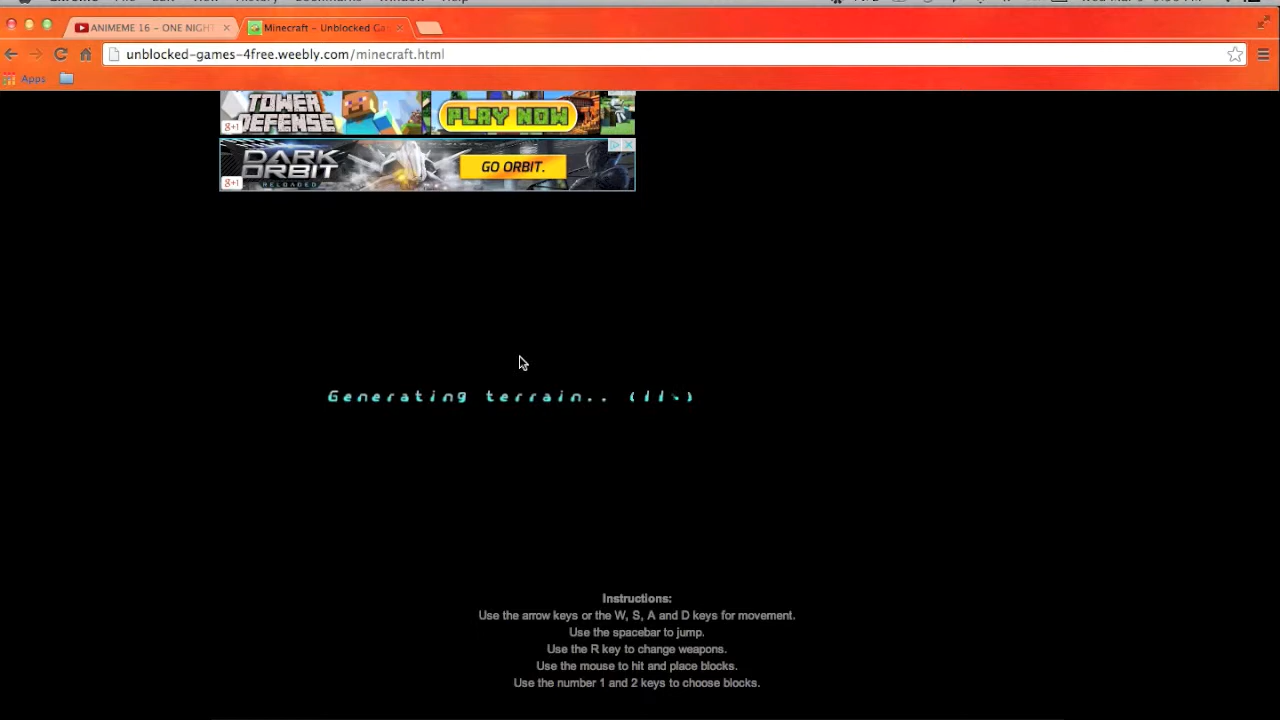 ANIMEME 16 – ONE NIGHT
Minecraft – Unblocked Ga
unblocked-games-4free.weebly.com/minecraft.html
Apps
TOWER
DEFENSE
PLAY NOW
g+1
DARK
ORBIT
RELOADED
GO ORBIT.
g+1
Generating terrain..
Instructions:
Use the arrow keys or the W, S, A and D keys for movement.
Use the spacebar to jump.
Use the R key to change weapons.
Use the mouse to hit and place blocks.
Use the number 1 and 2 keys to choose blocks.